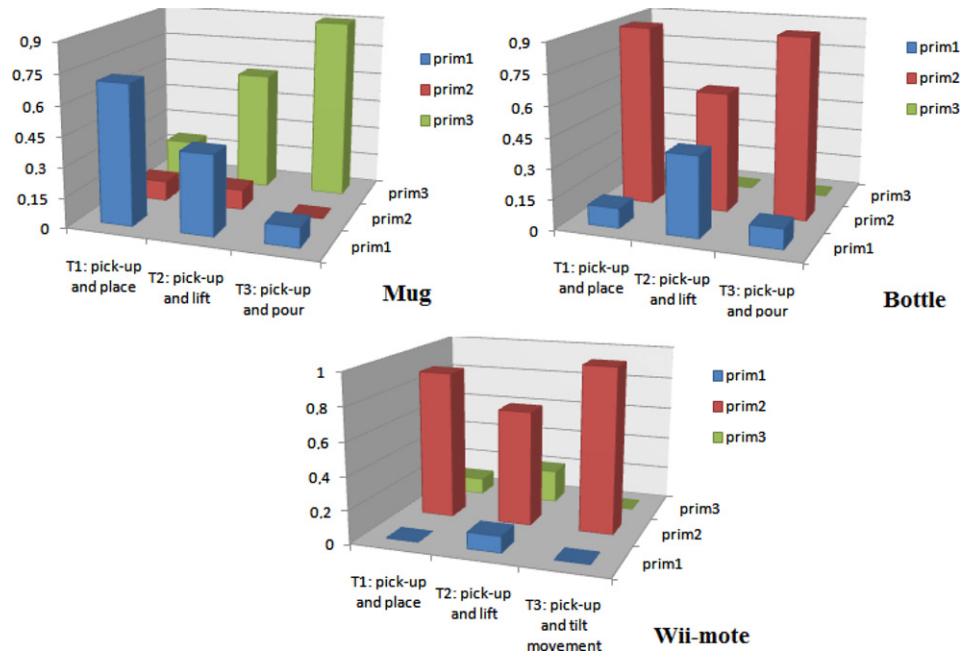 0,9
0,75
0,6
0,45
0,3
0,15
0
prim1
prim2
prim3
prim3
prim2
prim1
T1: pick-up
and place
T2: pick-up
and lift
T3: pick-up
and pour
Mug
0,9
0,75
0,6
0,45
0,3
0,15
0
prim1
prim2
prim3
prim3
prim2
prim1
T1: pick-up
and place
T2: pick-up
and lift
T3: pick-up
and pour
Bottle
1
0,8
0,6
0,4
0,2
0
prim1
prim2
prim3
prim3
prim2
prim1
T1: pick-up
and place
T2: pick-up
and lift
T3: pick-up
and tilt
movement
Wii-mote